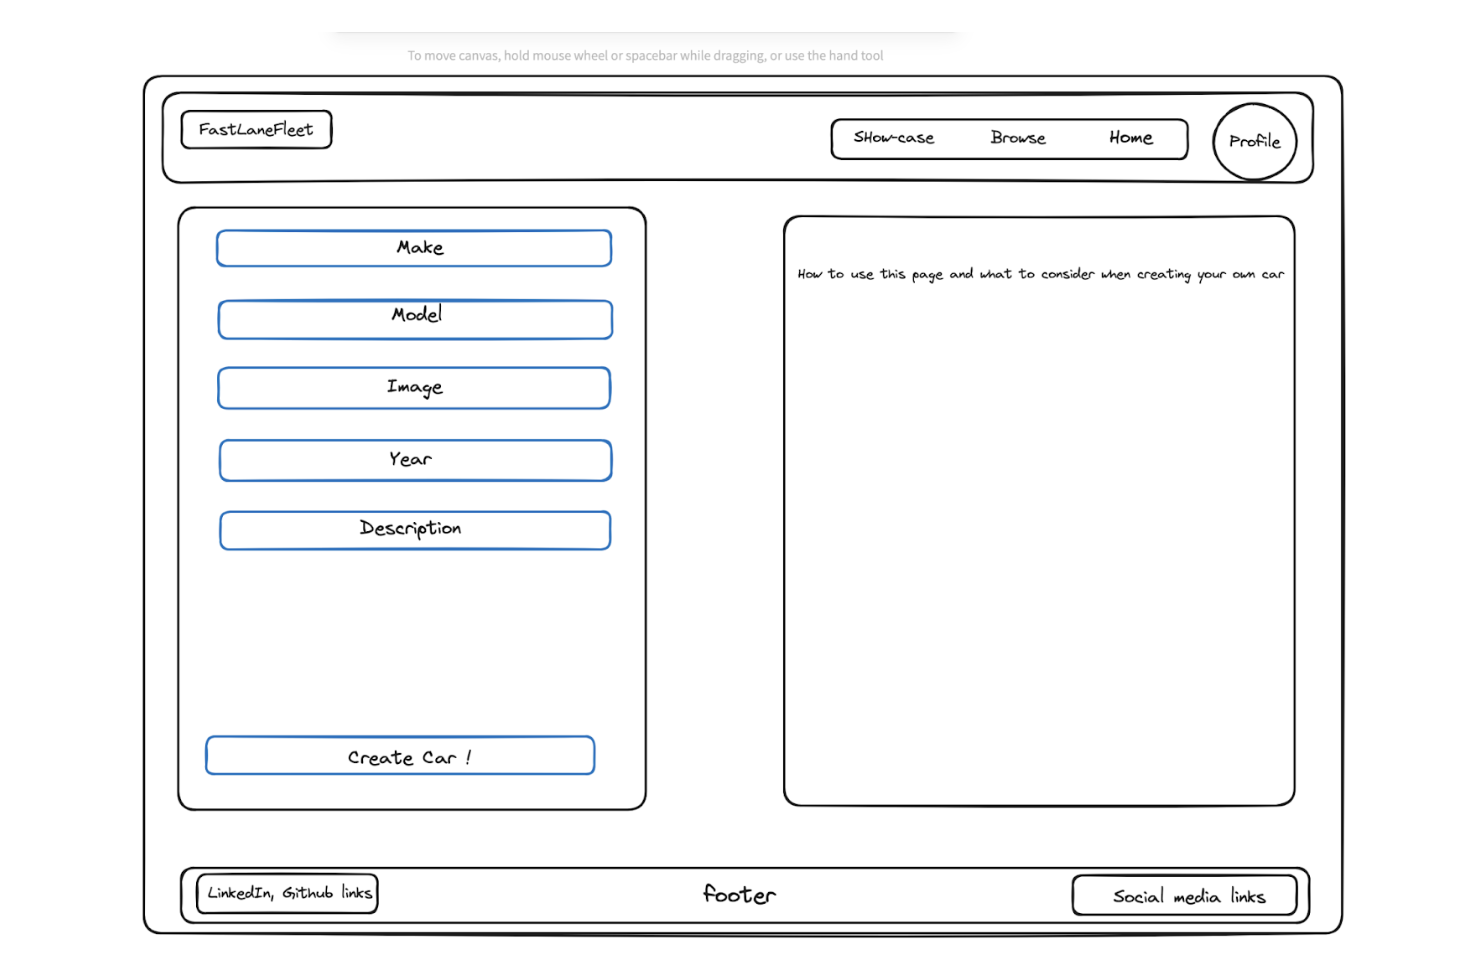 To move canvas, hold mouse wheel or spacebar while dragging, or use the hand tool
FastLaneFleet
SHow-case Browse Home Profile
Make
Model
Image
Year
Description
Create Car !
How to use this page and what to consider when creating your own car
LinkedIn, Github links footer Social media links